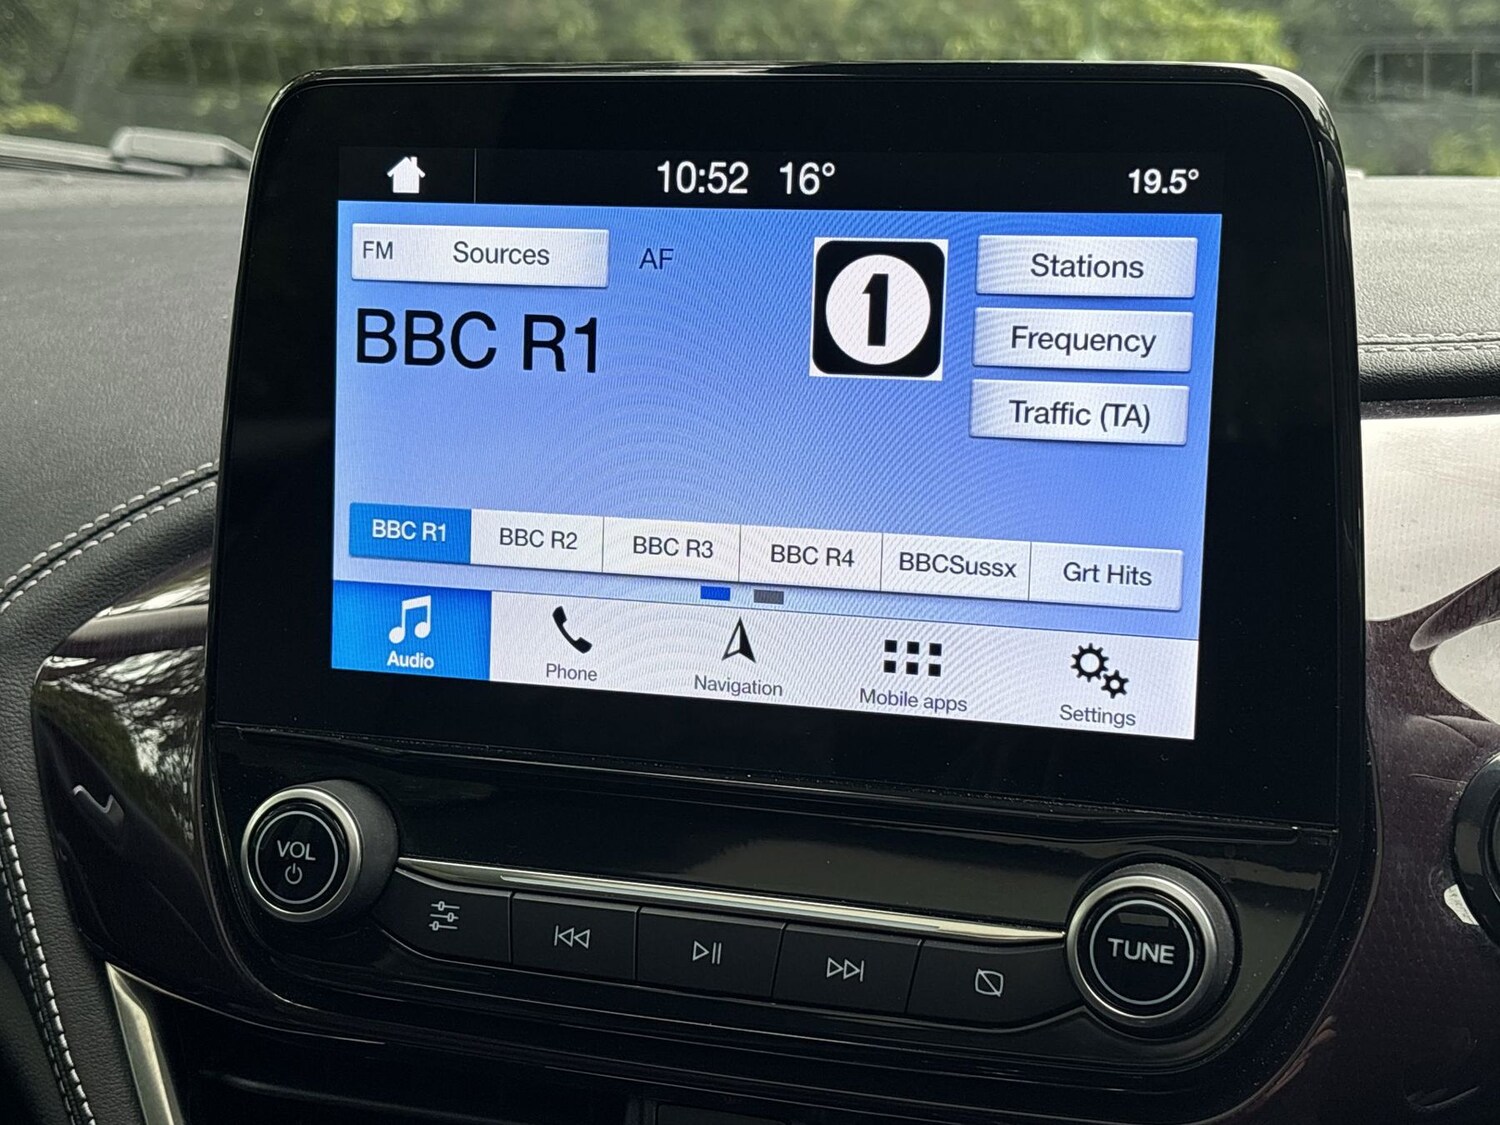 10:52 16° 19.5°
FM Sources AF
1
Stations
BBC R1
Frequency
Traffic (TA)
BBC R1 BBC R2 BBC R3 BBC R4 BBCSussx Grt Hits
Audio Phone Navigation Mobile apps Settings
VOL
TUNE